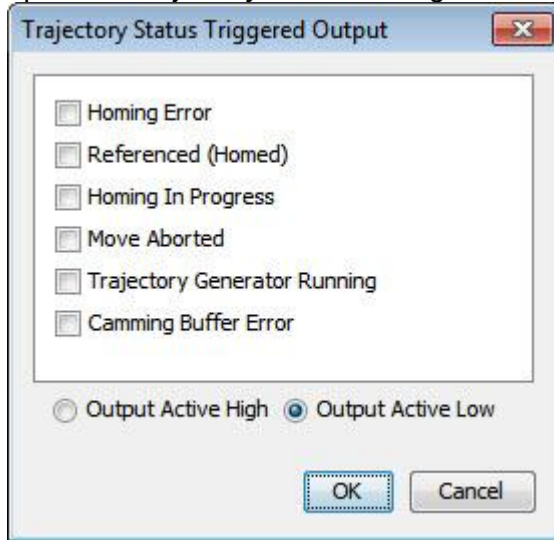 Trajectory Status Triggered Output
Homing Error
Referenced (Homed)
Homing In Progress
Move Aborted
Trajectory Generator Running
Camming Buffer Error
Output Active High Output Active Low
OK Cancel